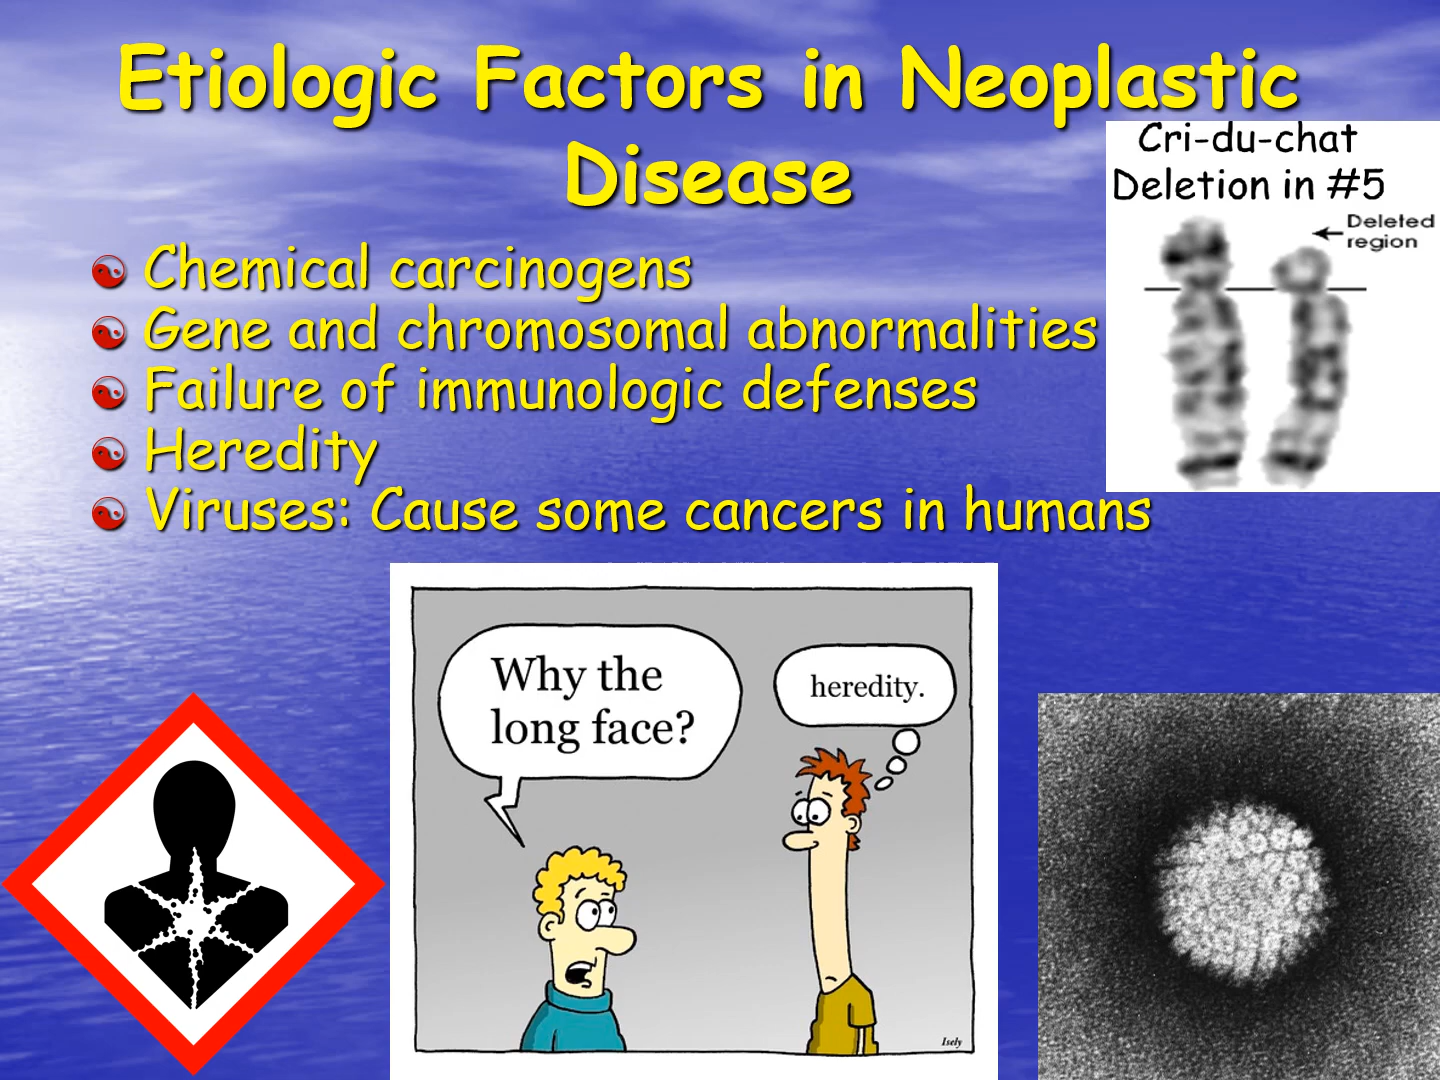 Etiologic Factors in Neoplastic
Disease
Cri-du-chat
Deletion in #5
Deleted
region
Chemical carcinogens
Gene and chromosomal abnormalities
Failure of immunologic defenses
Heredity
Viruses: Cause some cancers in humans
Why the
long face?
heredity.
Isely